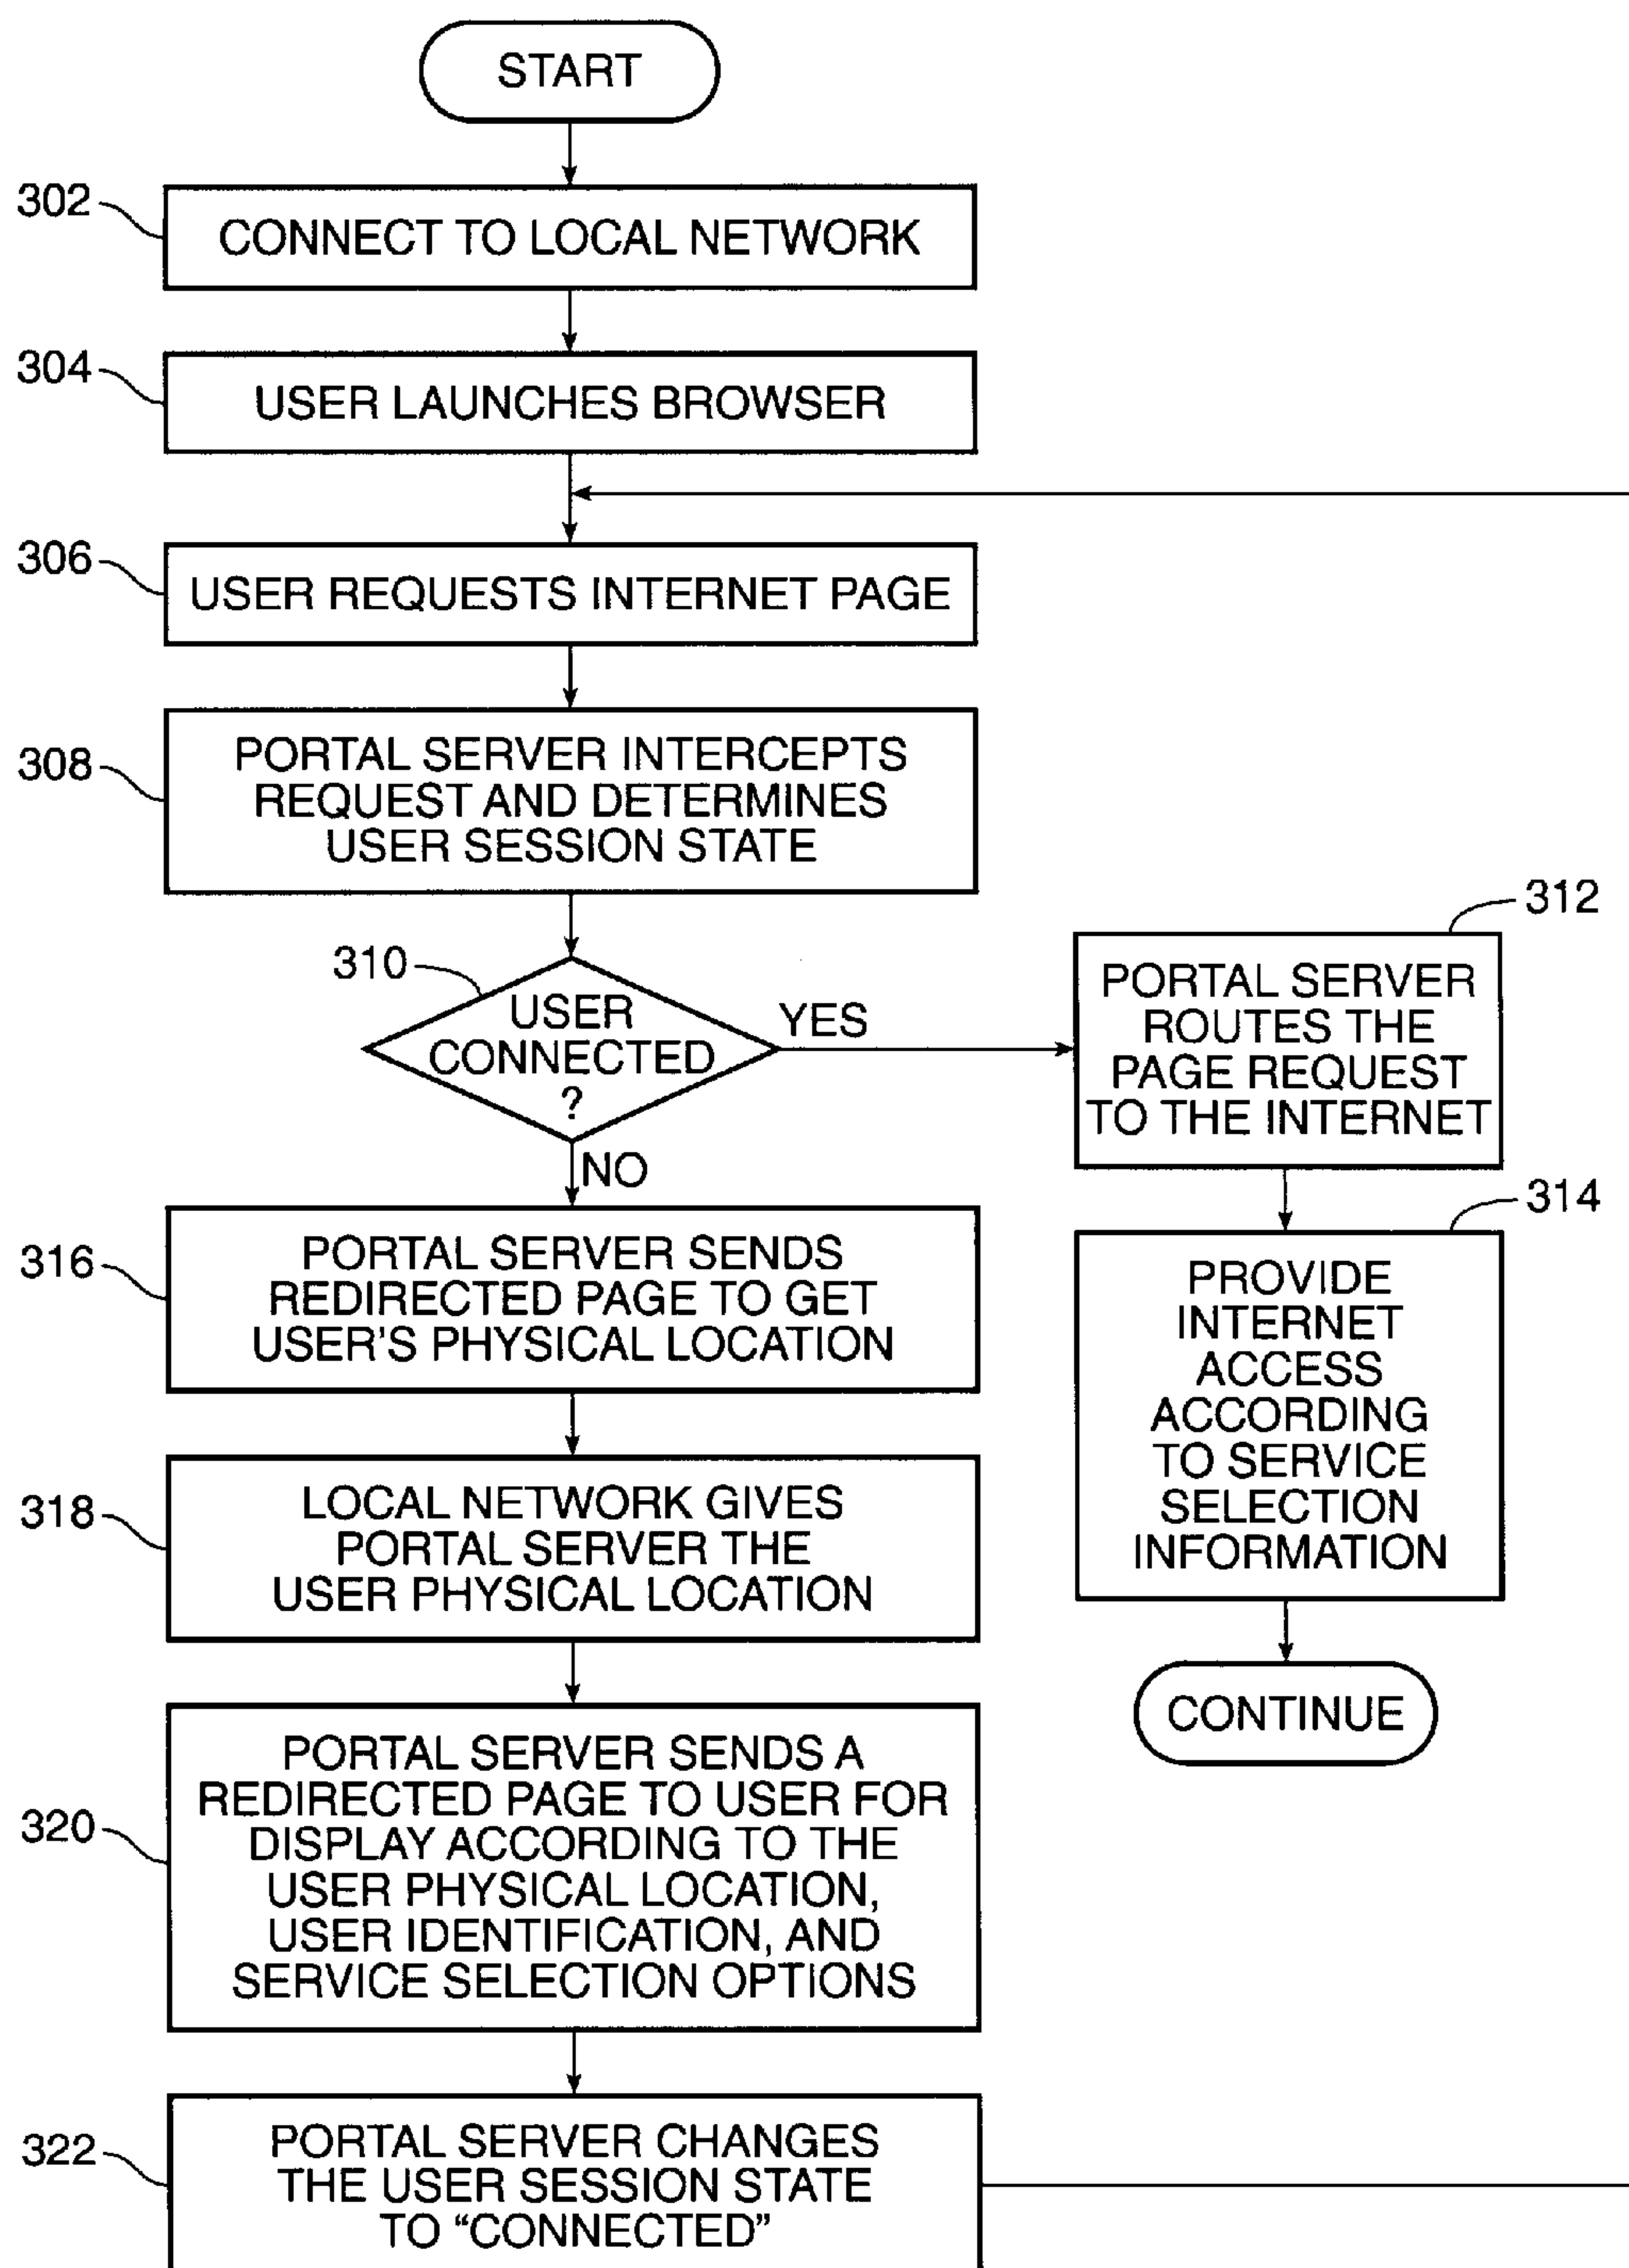 START
302
CONNECT TO LOCAL NETWORK
304
USER LAUNCHES BROWSER
306
USER REQUESTS INTERNET PAGE
308
PORTAL SERVER INTERCEPTS
REQUEST AND DETERMINES
USER SESSION STATE
310
USER
CONNECTED
?
YES
312
PORTAL SERVER
ROUTES THE
PAGE REQUEST
TO THE INTERNET
314
PROVIDE
INTERNET
ACCESS
ACCORDING
TO SERVICE
SELECTION
INFORMATION
CONTINUE
NO
316
PORTAL SERVER SENDS
REDIRECTED PAGE TO GET
USER'S PHYSICAL LOCATION
318
LOCAL NETWORK GIVES
PORTAL SERVER THE
USER PHYSICAL LOCATION
320
PORTAL SERVER SENDS A
REDIRECTED PAGE TO USER FOR
DISPLAY ACCORDING TO THE
USER PHYSICAL LOCATION,
USER IDENTIFICATION, AND
SERVICE SELECTION OPTIONS
322
PORTAL SERVER CHANGES
THE USER SESSION STATE
TO “CONNECTED”